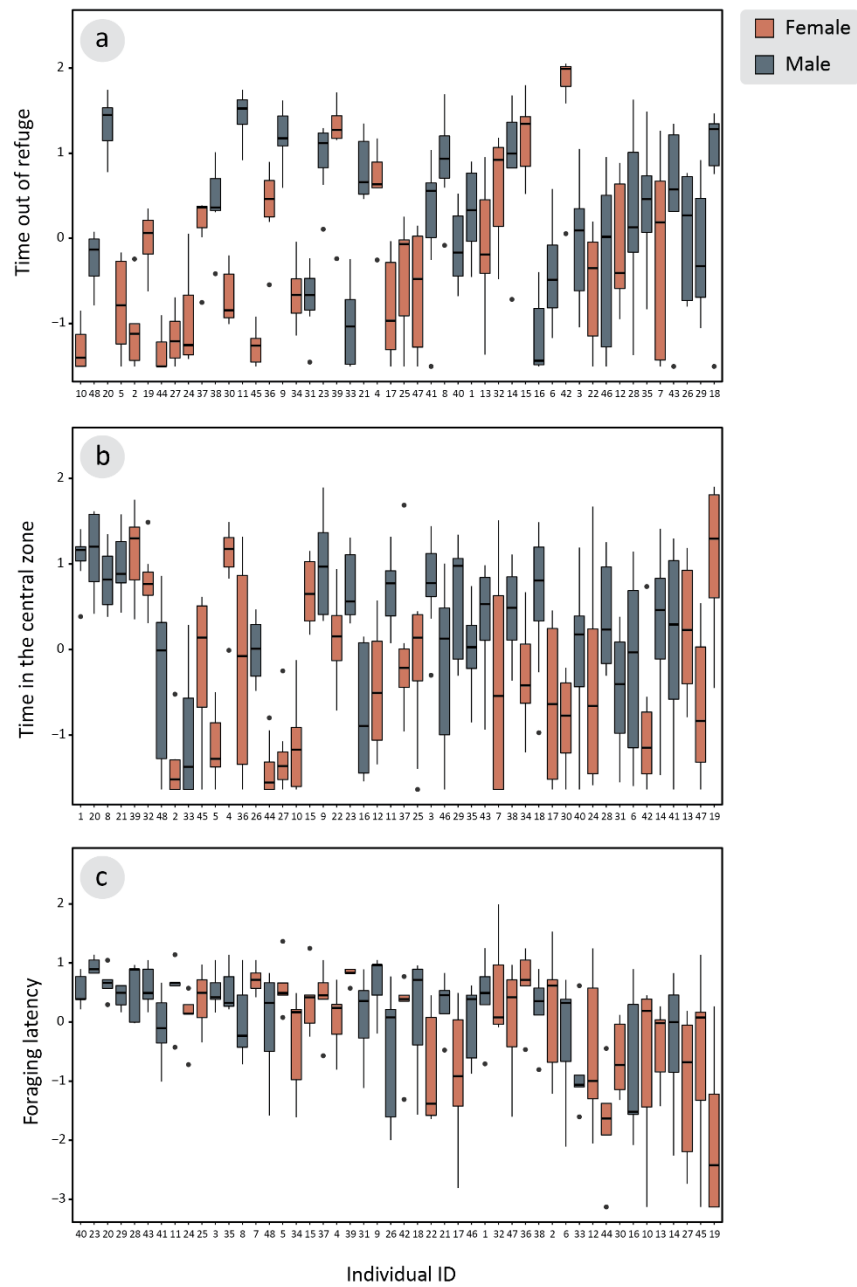 a
Female
Male
Time out of refuge
2
1
0
−1
10 48 20 5 2 19 44 27 24 37 38 30 11 45 36 9 34 31 23 39 33 21 4 17 25 47 41 8 40 1 13 32 14 15 16 6 42 3 22 46 12 28 35 7 43 26 29 18
b
Time in the central zone
2
1
0
−1
1 20 8 21 39 32 48 2 33 45 5 4 36 26 44 27 10 15 9 22 23 16 12 11 37 25 3 46 29 35 43 7 38 34 18 17 30 40 24 28 31 6 42 14 41 13 47 19
c
Foraging latency
2
1
0
−1
−2
−3
40 23 20 29 28 43 41 11 24 25 3 35 8 7 48 5 15 37 4 39 31 9 26 42 18 22 21 17 46 1 32 47 36 38 2 6 33 12 44 30 16 10 13 14 27 45 19
Individual ID